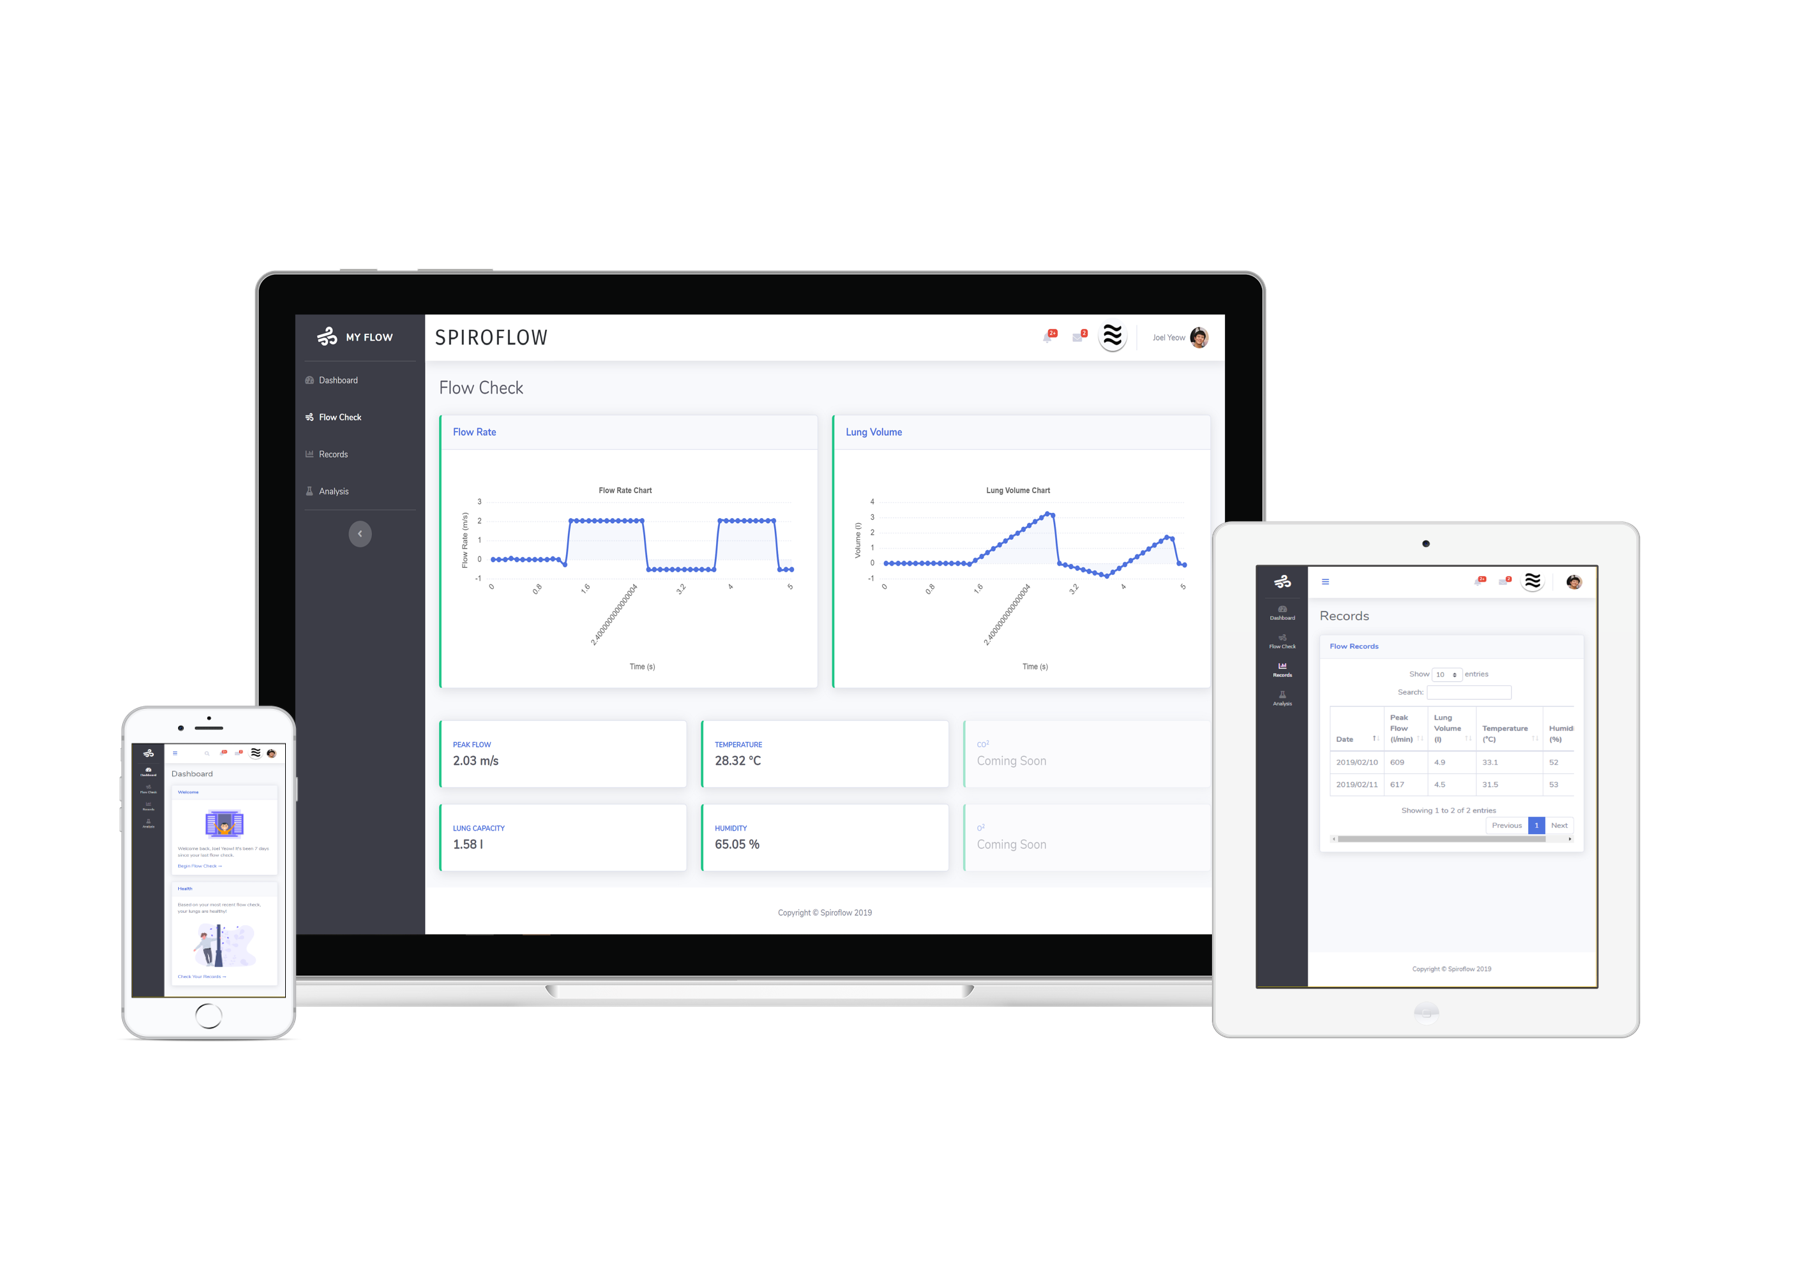 MY FLOW
Dashboard
Flow Check
Records
Analysis
SPIROFLOW
2+
2
Joel Yeow
Flow Check
Flow Rate
Flow Rate Chart
Flow Rate (m/s)
3
2
1
0
-1
0
0.8
1.6
2.4000000000000004
3.2
4
5
Time (s)
Lung Volume
Lung Volume Chart
Volume (l)
4
3
2
1
0
-1
0
0.8
1.6
2.4000000000000004
3.2
4
5
Time (s)
PEAK FLOW
2.03 m/s
TEMPERATURE
28.32 °C
CO²
Coming Soon
LUNG CAPACITY
1.58 l
HUMIDITY
65.05 %
O²
Coming Soon
Copyright © Spiroflow 2019
Dashboard
Flow Check
Records
Analysis
Dashboard
Welcome
Welcome back, Joel Yeow! It's been 7 days
since your last flow check.
Begin Flow Check →
Health
Based on your most recent flow check,
your lungs are healthy!
Check Your Records →
Dashboard
Flow Check
Records
Analysis
Records
Flow Records
Show 10 entries
Search:
Date Peak Flow (l/min) Lung Volume (l) Temperature (°C) Humid (%)
2019/02/10 609 4.9 33.1 52
2019/02/11 617 4.5 31.5 53
Showing 1 to 2 of 2 entries
Previous 1 Next
Copyright © Spiroflow 2019